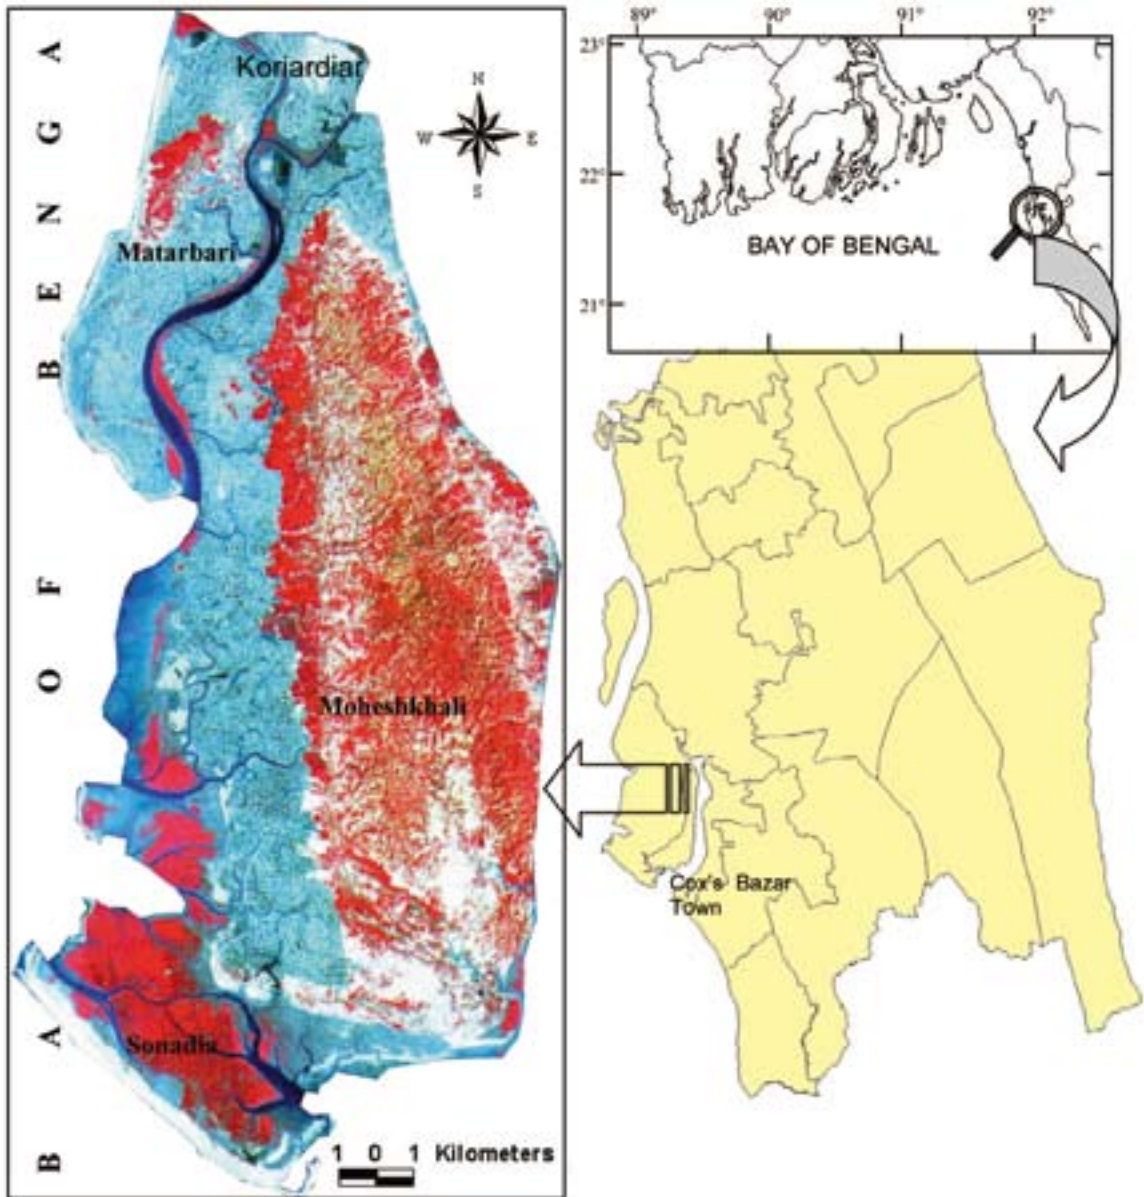 B A O F B E N G A
Koriardiar
N
W E
S
Matarbari
Moheshkhali
Sonadia
1 0 1 Kilometers
89° 90° 91° 92°
23°
22°
21°
BAY OF BENGAL
Cox's Bazar
Town